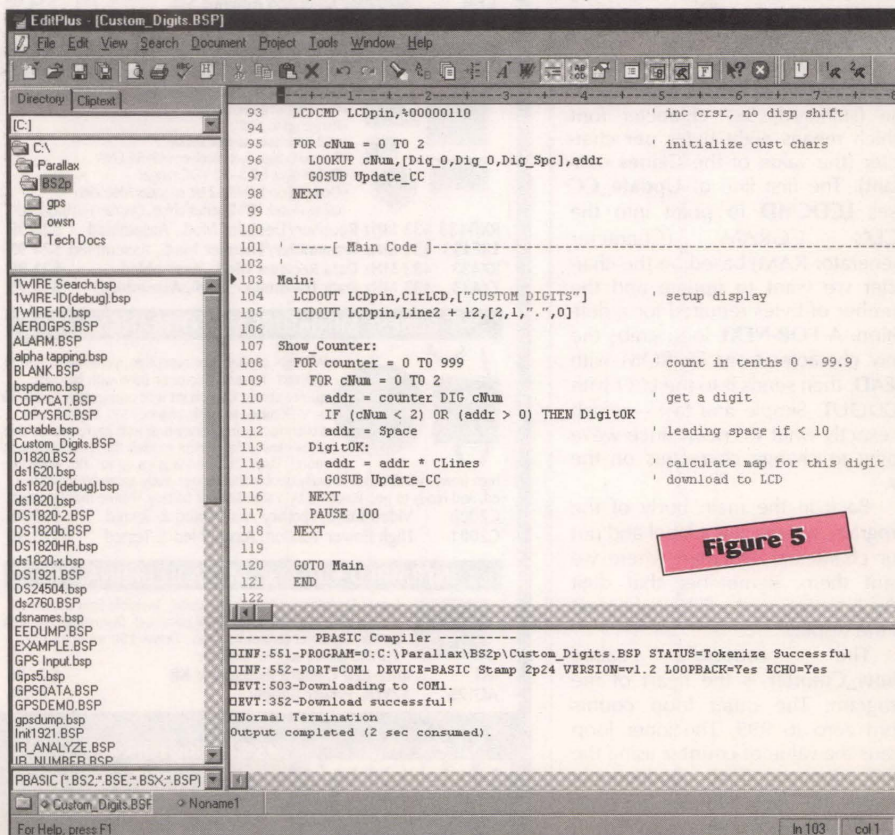 EditPlus - [Custom_Digits.BSP]
File Edit View Search Document Project Tools Window Help
Directory Cliptext
[C:]
C:\
Parallax
BS2p
gps
owsn
Tech Docs
1WIRE Search.bsp
1WIRE-ID(debug).bsp
1WIRE-ID.bsp
AEROGPS.BSP
ALARM.BSP
alpha tapping.bsp
BLANK.BSP
bspdemo.bsp
COPYCAT.BSP
COPYSRC.BSP
crctable.bsp
Custom_Digits.BSP
D1820.BS2
ds1620.bsp
ds1820 (debug).bsp
ds1820.bsp
DS1820-2.BSP
DS1820b.BSP
DS1820HR.bsp
ds1820-x.bsp
DS1921.BSP
DS24504.bsp
ds2760.BSP
dsnames.bsp
EEDUMP.BSP
EXAMPLE.BSP
GPS Input.bsp
Gps5.bsp
GPSDATA.BSP
GPSDEMO.BSP
gpsdump.bsp
Init1921.BSP
IR_ANALYZE.BSP
IR_NUMBER.BSP
PBASIC (*.BS2;*.BSE;*.BSX;*.BSP)
----+----1----+----2----+----3----+----4----+----5----+----6----+----7----+----8
93 LCDCMD LCDpin,%00000110 ' inc crsr, no disp shift
94
95 FOR cNum = 0 TO 2 ' initialize cust chars
96 LOOKUP cNum,[Dig_0,Dig_0,Dig_Spc],addr
97 GOSUB Update_CC
98 NEXT
99
100
101 ' -----[ Main Code ]------------------------------------------------
102 '
103 Main:
104 LCDOUT LCDpin,ClrLCD,["CUSTOM DIGITS"] ' setup display
105 LCDOUT LCDpin,Line2 + 12,[2,1,".",0]
106
107 Show_Counter:
108 FOR counter = 0 TO 999 ' count in tenths 0 - 99.9
109 FOR cNum = 0 TO 2
110 addr = counter DIG cNum ' get a digit
111 IF (cNum < 2) OR (addr > 0) THEN DigitOK
112 addr = Space ' leading space if < 10
113 DigitOK:
114 addr = addr * CLines ' calculate map for this digit
115 GOSUB Update_CC ' download to LCD
116 NEXT
117 PAUSE 100
118 NEXT
119
120 GOTO Main
121 END
122
Figure 5
---------- PBASIC Compiler ----------
INF:551-PROGRAM=0:C:\Parallax\BS2p\Custom_Digits.BSP STATUS=Tokenize Successful
INF:552-PORT=COM1 DEVICE=BASIC Stamp 2p24 VERSION=v1.2 LOOPBACK=Yes ECHO=Yes
EVT:503-Downloading to COM1.
EVT:352-Download successful!
Normal Termination
Output completed (2 sec consumed).
Custom_Digits.BSP Noname1
For Help, press F1 ln 103 col 1